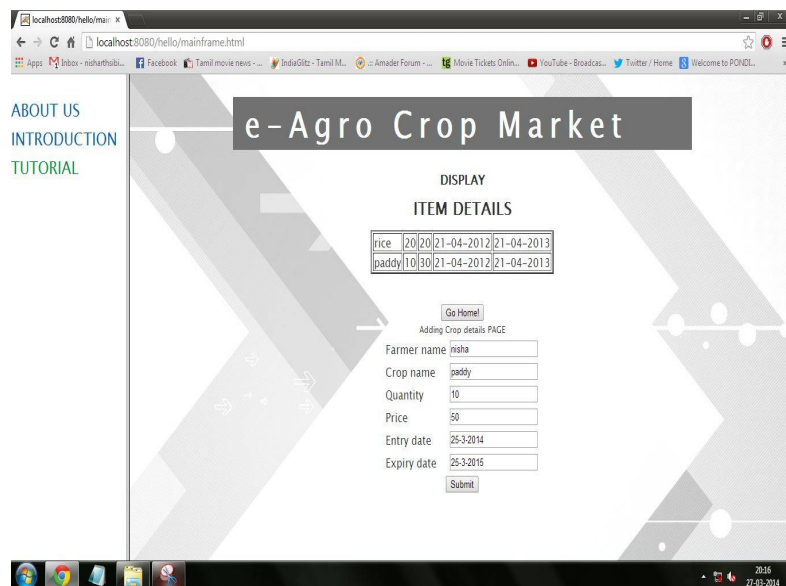 localhost:8080/hello/main
localhost:8080/hello/mainframe.html
Apps Inbox - nisharthisibi... Facebook Tamil movie news - ... IndiaGlitz - Tamil M... .:: Amader Forum - ... tg Movie Tickets Onlin... YouTube - Broadcas... Twitter / Home 8 Welcome to PONDI...
ABOUT US
INTRODUCTION
TUTORIAL
e-Agro Crop Market
DISPLAY
ITEM DETAILS
rice 20 20 21-04-2012 21-04-2013
paddy 10 30 21-04-2012 21-04-2013
Go Home!
Adding Crop details PAGE
Farmer name nisha
Crop name paddy
Quantity 10
Price 50
Entry date 25-3-2014
Expiry date 25-3-2015
Submit
20:16
27-03-2014